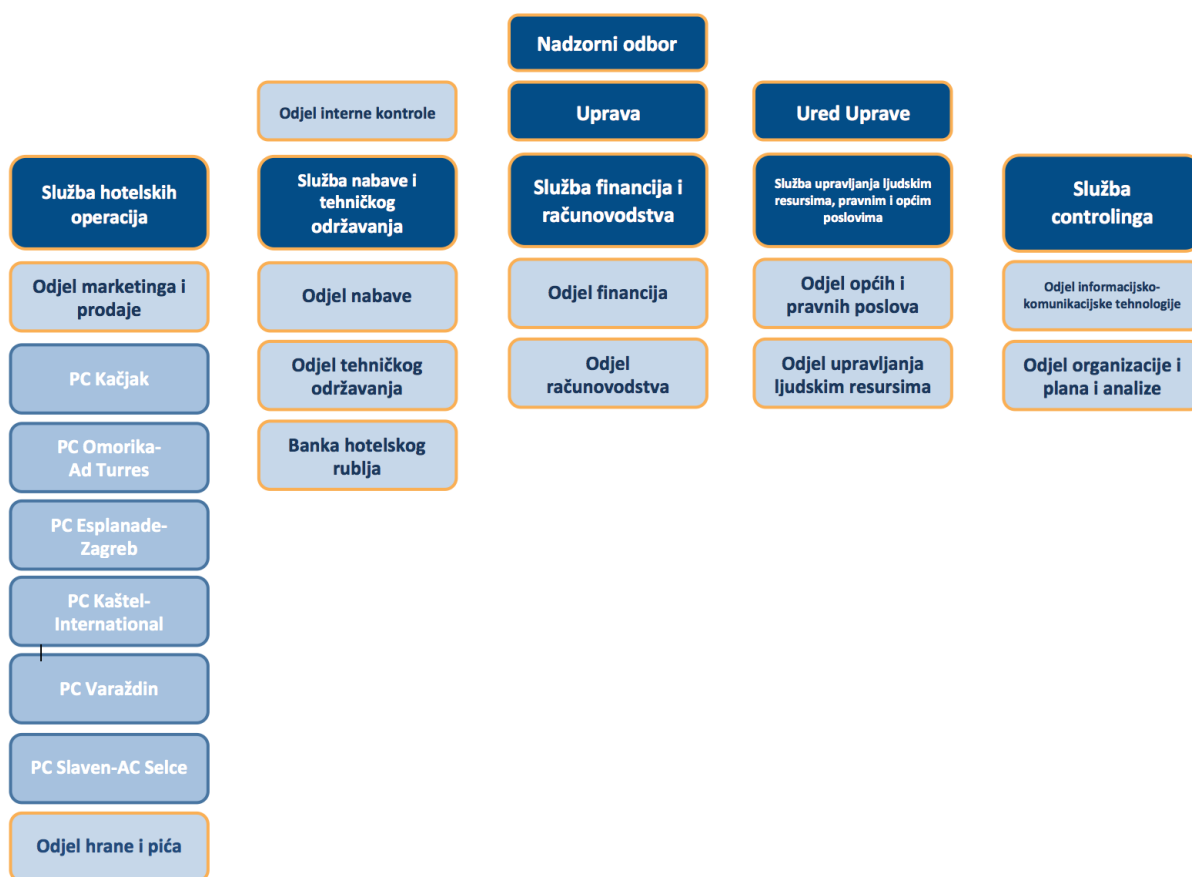 Nadzorni odbor
Odjel interne kontrole
Uprava
Ured Uprave
Služba hotelskih
operacija
Služba nabave i
tehničkog
održavanja
Služba financija i
računovodstva
Služba upravljanja ljudskim
resursima, pravnim i općim
poslovima
Služba
controlinga
Odjel marketinga i
prodaje
Odjel nabave
Odjel financija
Odjel općih i
pravnih poslova
Odjel informacijsko-
komunikacijske tehnologije
PC Kačjak
Odjel tehničkog
održavanja
Odjel
računovodstva
Odjel upravljanja
ljudskim resursima
Odjel organizacije i
plana i analize
PC Omorika-
Ad Turres
Banka hotelskog
rublja
PC Esplanade-
Zagreb
PC Kaštel-
International
PC Varaždin
PC Slaven-AC Selce
Odjel hrane i pića